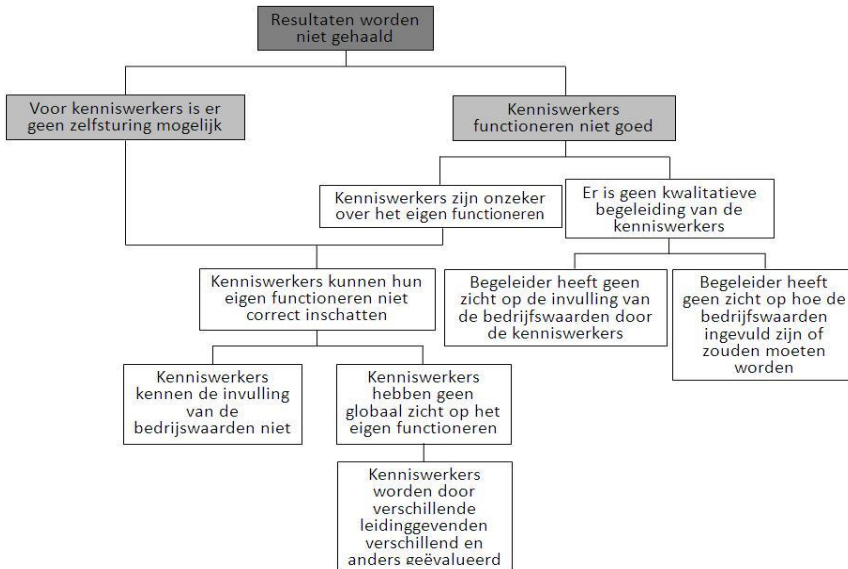 Resultaten worden
niet gehaald
Voor kenniswerkers is er
geen zelfsturing mogelijk
Kenniswerkers
functioneren niet goed
Kenniswerkers zijn onzeker
over het eigen functioneren
Er is geen kwalitatieve
begeleiding van de
kenniswerkers
Kenniswerkers kunnen hun
eigen functioneren niet
correct inschatten
Begeleider heeft geen
zicht op de invulling van
de bedrijfswaarden door
de kenniswerkers
Begeleider heeft
geen zicht op hoe de
bedrijfswaarden
ingevuld zijn of
zouden moeten
worden
Kenniswerkers
kennen de invulling
van de
bedrijswaarden niet
Kenniswerkers
hebben geen
globaal zicht op het
eigen functioneren
Kenniswerkers
worden door
verschillende
leidinggevenden
verschillend en
anders geëvalueerd